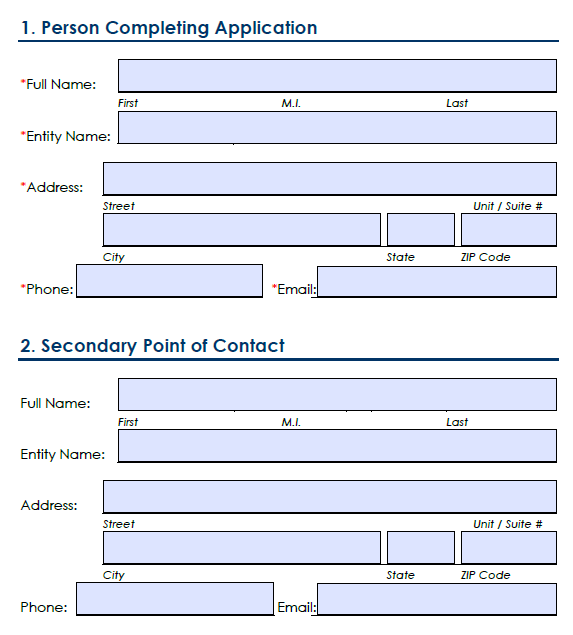 1. Person Completing Application
*Full Name:
First M.I. Last
*Entity Name:
*Address:
Street Unit / Suite #
City State ZIP Code
*Phone: *Email:
2. Secondary Point of Contact
Full Name:
First M.I. Last
Entity Name:
Address:
Street Unit / Suite #
City State ZIP Code
Phone: Email: